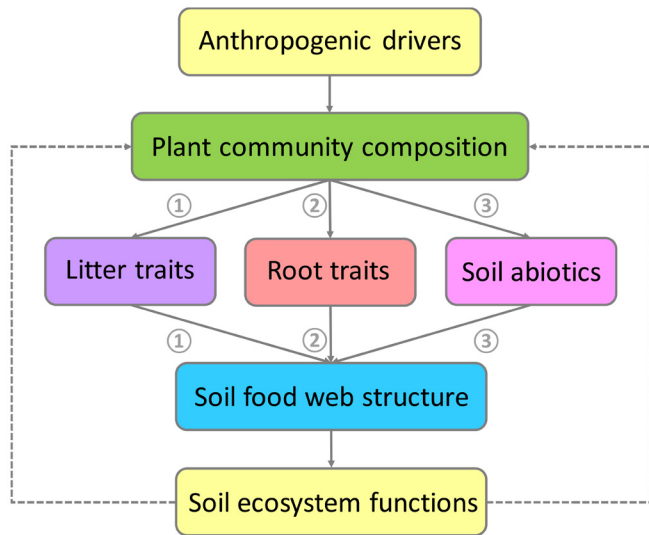 Anthropogenic drivers
Plant community composition
① ② ③
Litter traits
Root traits
Soil abiotics
① ② ③
Soil food web structure
Soil ecosystem functions